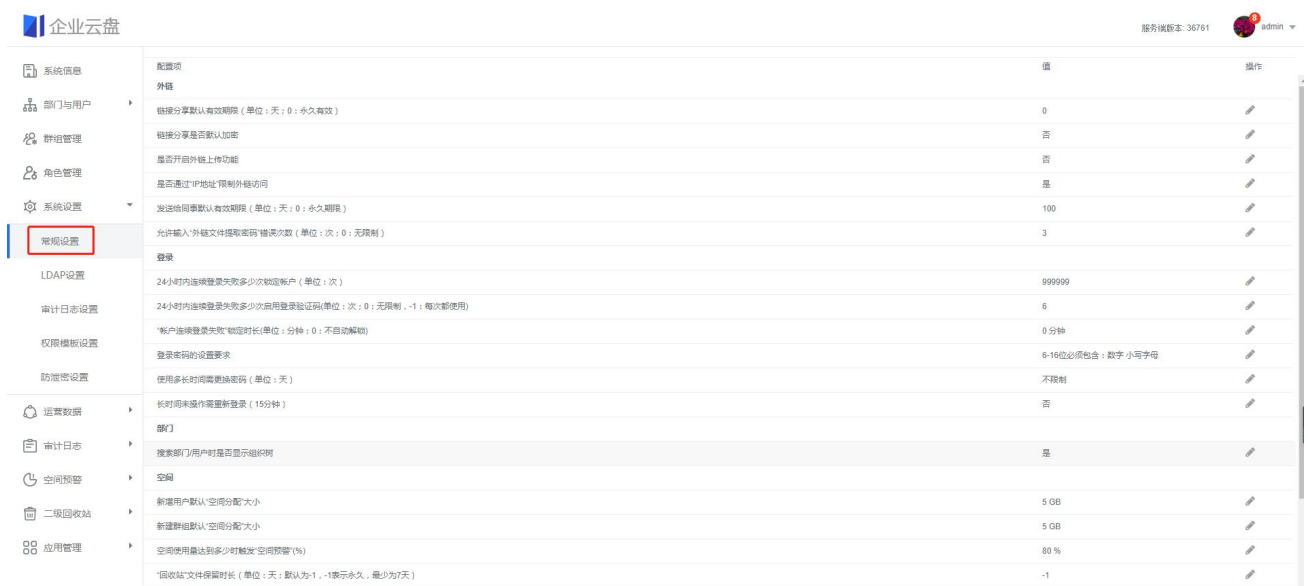 企业云盘
服务端版本: 36761
8
admin
系统信息
部门与用户
群组管理
角色管理
系统设置
常规设置
LDAP设置
审计日志设置
权限模板设置
防泄密设置
运营数据
审计日志
空间预警
二级回收站
应用管理
配置项 值 操作
外链
链接分享默认有效期限（单位：天；0：永久有效） 0
链接分享是否默认加密 否
是否开启外链上传功能 否
是否通过"IP地址"限制外链访问 是
发送给同事默认有效期限（单位：天；0：永久期限） 100
允许输入"外链文件提取密码"错误次数（单位：次；0：无限制） 3
登录
24小时内连续登录失败多少次锁定帐户（单位：次） 999999
24小时内连续登录失败多少次启用登录验证码(单位：次；0：无限制，-1：每次都使用) 6
"帐户连续登录失败"锁定时长(单位：分钟；0：不自动解锁) 0 分钟
登录密码的设置要求 6-16位必须包含：数字 小写字母
使用多长时间需更换密码（单位：天） 不限制
长时间未操作需重新登录（15分钟） 否
部门
搜索部门/用户时是否显示组织树 是
空间
新增用户默认"空间分配"大小 5 GB
新建群组默认"空间分配"大小 5 GB
空间使用量达到多少时触发"空间预警"(%) 80 %
"回收站"文件保留时长（单位：天；默认为-1，-1表示永久，最少为7天） -1